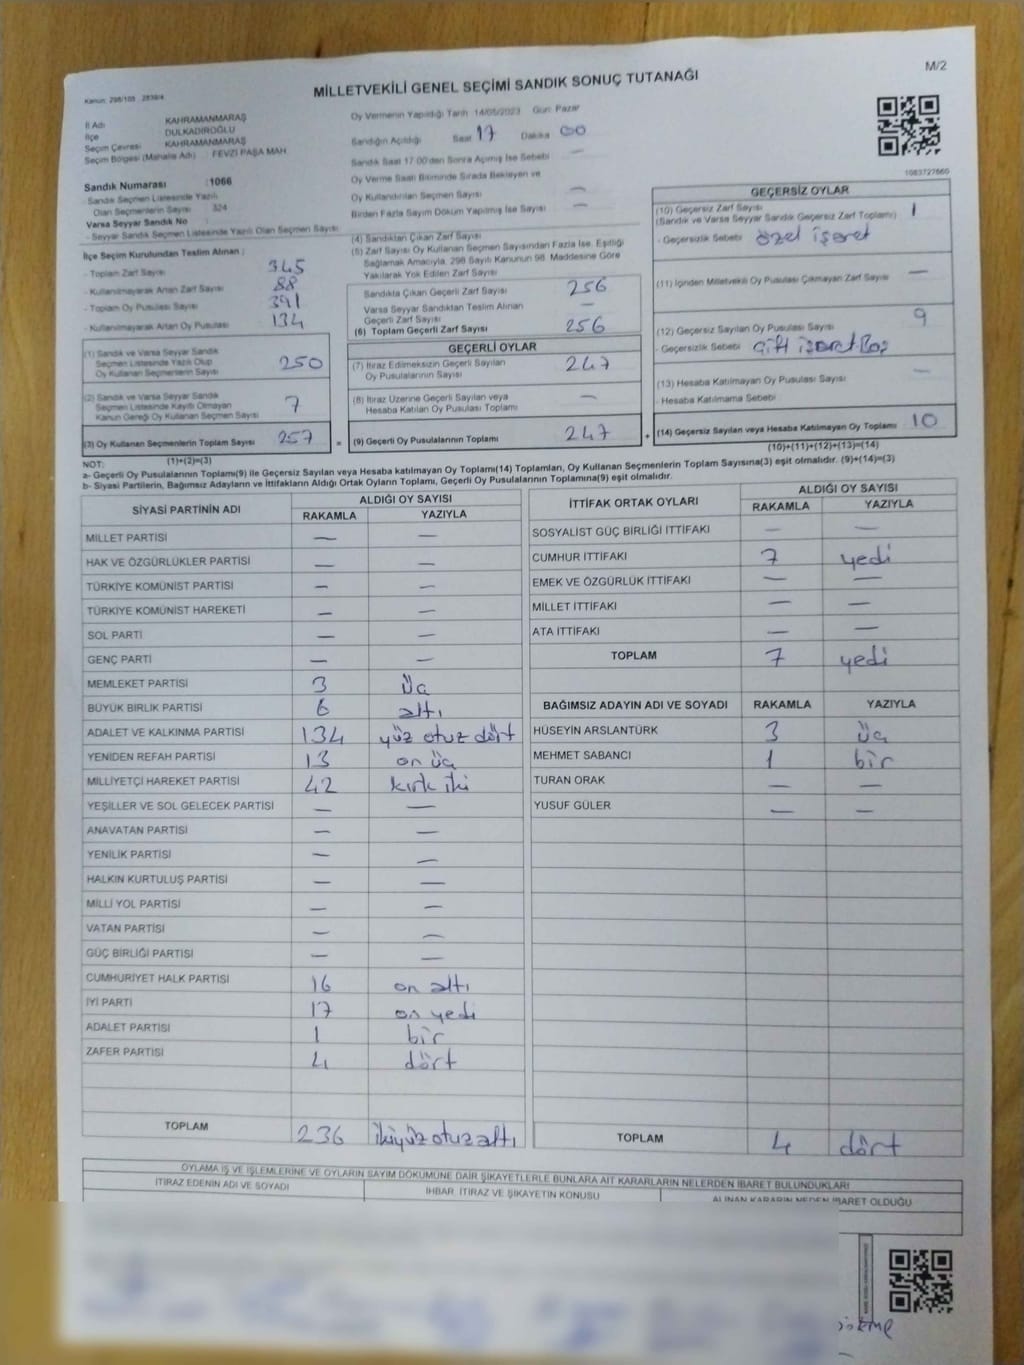 M/2
MİLLETVEKİLİ GENEL SEÇİMİ SANDIK SONUÇ TUTANAĞI
Kanun: 298/105 2839/4
İl Adı KAHRAMANMARAŞ
İlçe DULKADİROĞLU
Seçim Çevresi KAHRAMANMARAŞ
Seçim Bölgesi (Mahalle Adı) : FEVZİ PAŞA MAH.
Sandık Numarası : 1066
- Sandık Seçmen Listesinde Yazılı
Olan Seçmenlerin Sayısı : 324
Varsa Seyyar Sandık No
- Seyyar Sandık Seçmen Listesinde Yazılı Olan Seçmen Sayısı:
Oy Vermenin Yapıldığı Tarih 14/05/2023 Gün: Pazar
Sandığın Açıldığı Saat 17 Dakika 00
Sandık Saat 17:00'den Sonra Açılmış İse Sebebi —
Oy Verme Saati Bitiminde Sırada Bekleyen ve
Oy Kullandırılan Seçmen Sayısı —
Birden Fazla Sayım Döküm Yapılmış İse Sayısı —
1083727660
İlçe Seçim Kurulundan Teslim Alınan :
- Toplam Zarf Sayısı 345
- Kullanılmayarak Artan Zarf Sayısı 88
- Toplam Oy Pusulası Sayısı 391
- Kullanılmayarak Artan Oy Pusulası 134
(1) Sandık ve Varsa Seyyar Sandık
Seçmen Listesinde Yazılı Olup
Oy Kullanan Seçmenlerin Sayısı 250
(2) Sandık ve Varsa Seyyar Sandık
Seçmen Listesinde Kayıtlı Olmayan
Kanun Gereği Oy Kullanan Seçmen Sayısı 7
(3) Oy Kullanan Seçmenlerin Toplam Sayısı 257
(1)+(2)=(3)
(4) Sandıktan Çıkan Zarf Sayısı
(5) Zarf Sayısı Oy Kullanan Seçmen Sayısından Fazla İse, Eşitliği
Sağlamak Amacıyla, 298 Sayılı Kanunun 98. Maddesine Göre
Yakılarak Yok Edilen Zarf Sayısı
Sandıkta Çıkan Geçerli Zarf Sayısı 256
Varsa Seyyar Sandıktan Teslim Alınan
Geçerli Zarf Sayısı —
(6) Toplam Geçerli Zarf Sayısı 256
GEÇERLİ OYLAR
(7) İtiraz Edilmeksizin Geçerli Sayılan
Oy Pusulalarının Sayısı 247
(8) İtiraz Üzerine Geçerli Sayılan veya
Hesaba Katılan Oy Pusulası Toplamı —
= (9) Geçerli Oy Pusulalarının Toplamı 247
GEÇERSİZ OYLAR
(10) Geçersiz Zarf Sayısı 1
(Sandık ve Varsa Seyyar Sandık Geçersiz Zarf Toplamı)
- Geçersizlik Sebebi özel işaret
(11) İçinden Milletvekili Oy Pusulası Çıkmayan Zarf Sayısı —
(12) Geçersiz Sayılan Oy Pusulası Sayısı 9
- Geçersizlik Sebebi Çift işaret Boş
(13) Hesaba Katılmayan Oy Pusulası Sayısı —
- Hesaba Katılmama Sebebi
+ (14) Geçersiz Sayılan veya Hesaba Katılmayan Oy Toplamı 10
(10)+(11)+(12)+(13)=(14)
NOT:
a- Geçerli Oy Pusulalarının Toplamı(9) ile Geçersiz Sayılan veya Hesaba katılmayan Oy Toplamı(14) Toplamları, Oy Kullanan Seçmenlerin Toplam Sayısına(3) eşit olmalıdır. (9)+(14)=(3)
b- Siyasi Partilerin, Bağımsız Adayların ve İttifakların Aldığı Ortak Oyların Toplamı, Geçerli Oy Pusulalarının Toplamına(9) eşit olmalıdır.
SİYASİ PARTİNİN ADI ALDIĞI OY SAYISI
RAKAMLA YAZIYLA
MİLLET PARTİSİ — —
HAK VE ÖZGÜRLÜKLER PARTİSİ — —
TÜRKİYE KOMÜNİST PARTİSİ — —
TÜRKİYE KOMÜNİST HAREKETİ — —
SOL PARTİ — —
GENÇ PARTİ — —
MEMLEKET PARTİSİ 3 üç
BÜYÜK BİRLİK PARTİSİ 6 altı
ADALET VE KALKINMA PARTİSİ 134 yüz otuz dört
YENİDEN REFAH PARTİSİ 13 on üç
MİLLİYETÇİ HAREKET PARTİSİ 42 kırk iki
YEŞİLLER VE SOL GELECEK PARTİSİ — —
ANAVATAN PARTİSİ — —
YENİLİK PARTİSİ — —
HALKIN KURTULUŞ PARTİSİ — —
MİLLİ YOL PARTİSİ — —
VATAN PARTİSİ — —
GÜÇ BİRLİĞİ PARTİSİ — —
CUMHURİYET HALK PARTİSİ 16 on altı
İYİ PARTİ 17 on yedi
ADALET PARTİSİ 1 bir
ZAFER PARTİSİ 4 dört
TOPLAM 236 ikiyüz otuz altı
İTTİFAK ORTAK OYLARI ALDIĞI OY SAYISI
RAKAMLA YAZIYLA
SOSYALİST GÜÇ BİRLİĞİ İTTİFAKI — —
CUMHUR İTTİFAKI 7 yedi
EMEK VE ÖZGÜRLÜK İTTİFAKI — —
MİLLET İTTİFAKI — —
ATA İTTİFAKI — —
TOPLAM 7 yedi
BAĞIMSIZ ADAYIN ADI VE SOYADI RAKAMLA YAZIYLA
HÜSEYİN ARSLANTÜRK 3 üç
MEHMET SABANCI 1 bir
TURAN ORAK — —
YUSUF GÜLER — —
TOPLAM 4 dört
OYLAMA İŞ VE İŞLEMLERİNE VE OYLARIN SAYIM DÖKÜMÜNE DAİR ŞİKAYETLERLE BUNLARA AİT KARARLARIN NELERDEN İBARET BULUNDUKLARI
İTİRAZ EDENİN ADI VE SOYADI İHBAR, İTİRAZ VE ŞİKAYETİN KONUSU ALINAN KARARIN NEDEN İBARET OLDUĞU